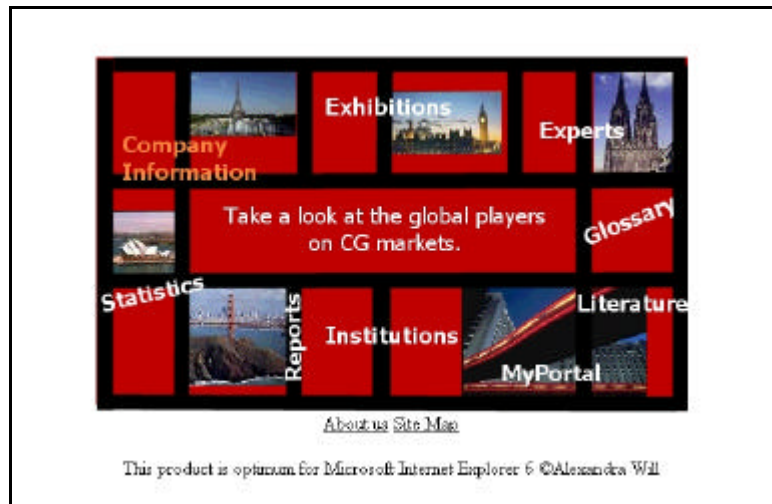 Exhibitions
Experts
Company
Information
Take a look at the global players
on CG markets.
Glossary
Statistics
Reports
Institutions
Literature
MyPortal
About us Site Map
This product is optimum for Microsoft Internet Explorer 6 ©Alexandra Will